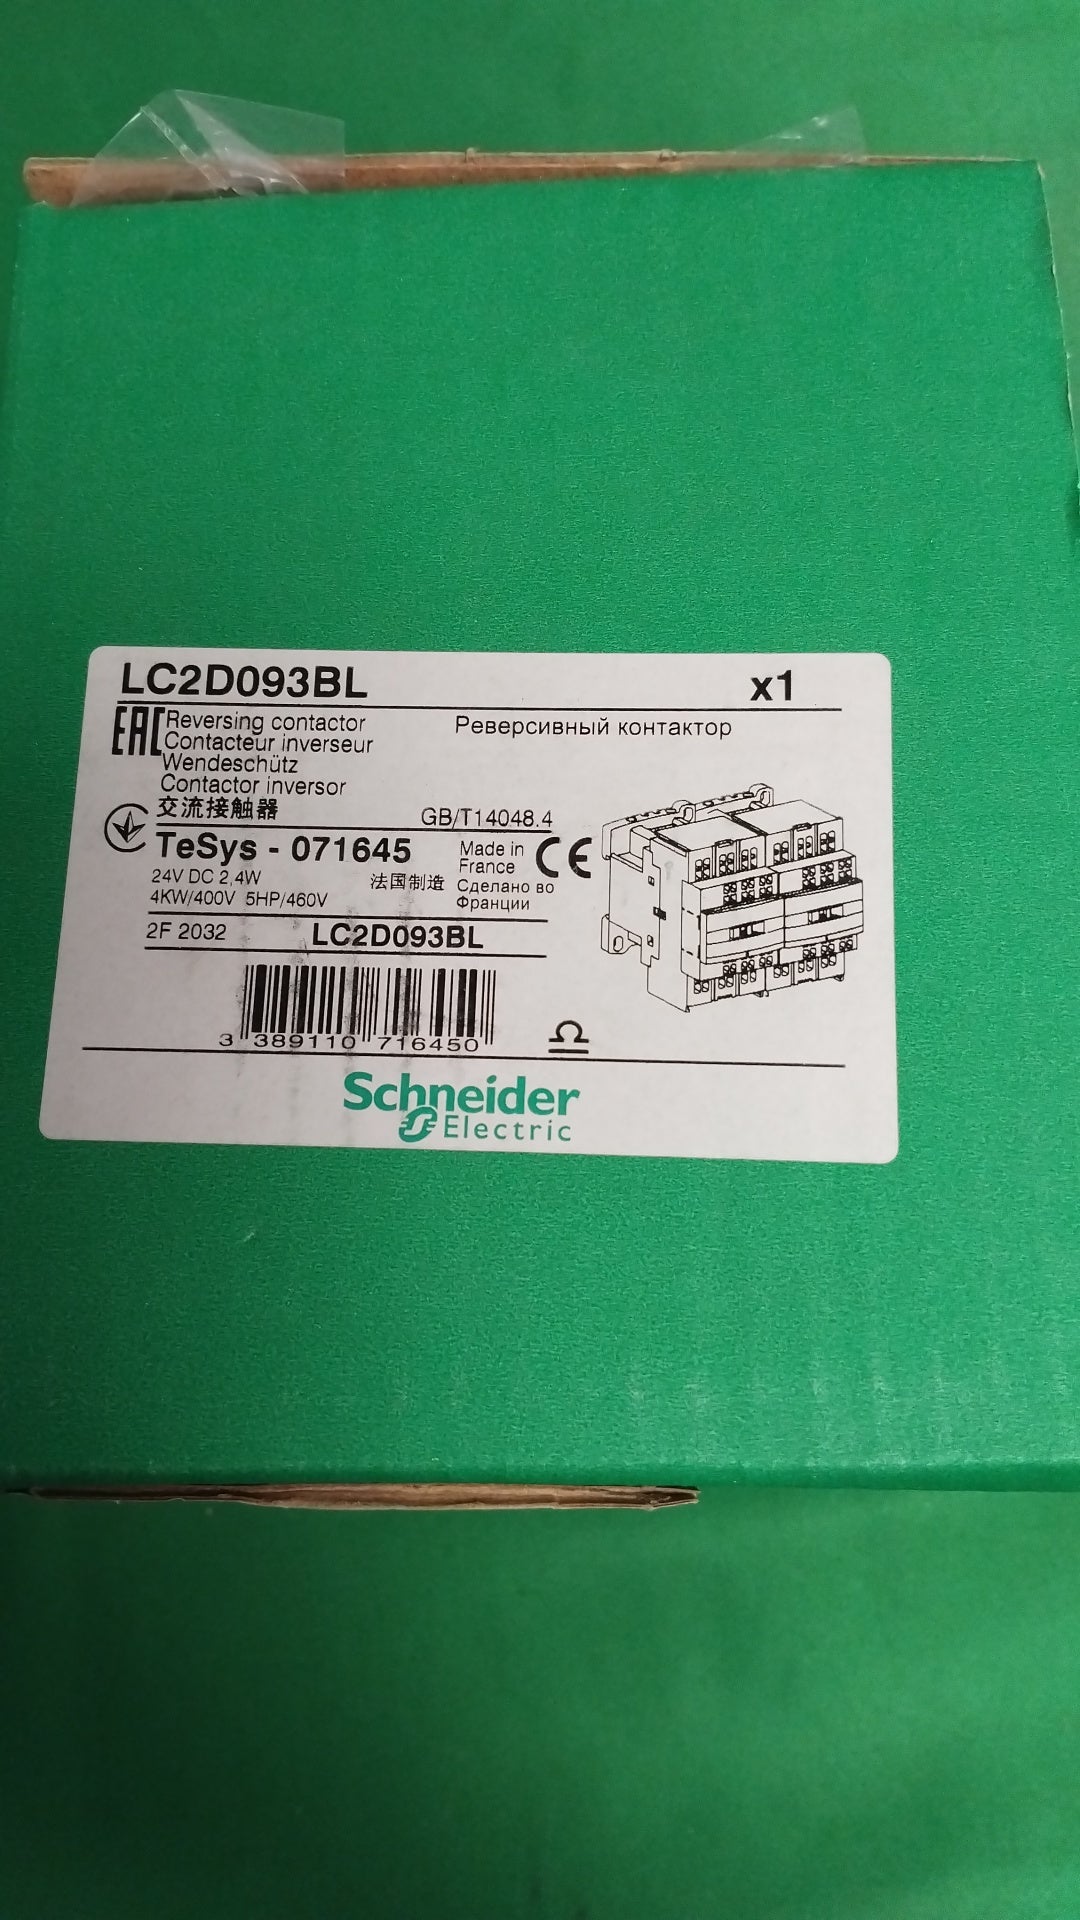 LC2D093BL x1
EAC
Reversing contactor Реверсивный контактор
Contacteur inverseur
Wendeschütz
Contactor inversor
交流接触器 GB/T14048.4
TeSys - 071645 Made in France CE
24V DC 2,4W 法国制造 Сделано во Франции
4KW/400V 5HP/460V
2F 2032 LC2D093BL
3 389110 716450
Schneider
Electric